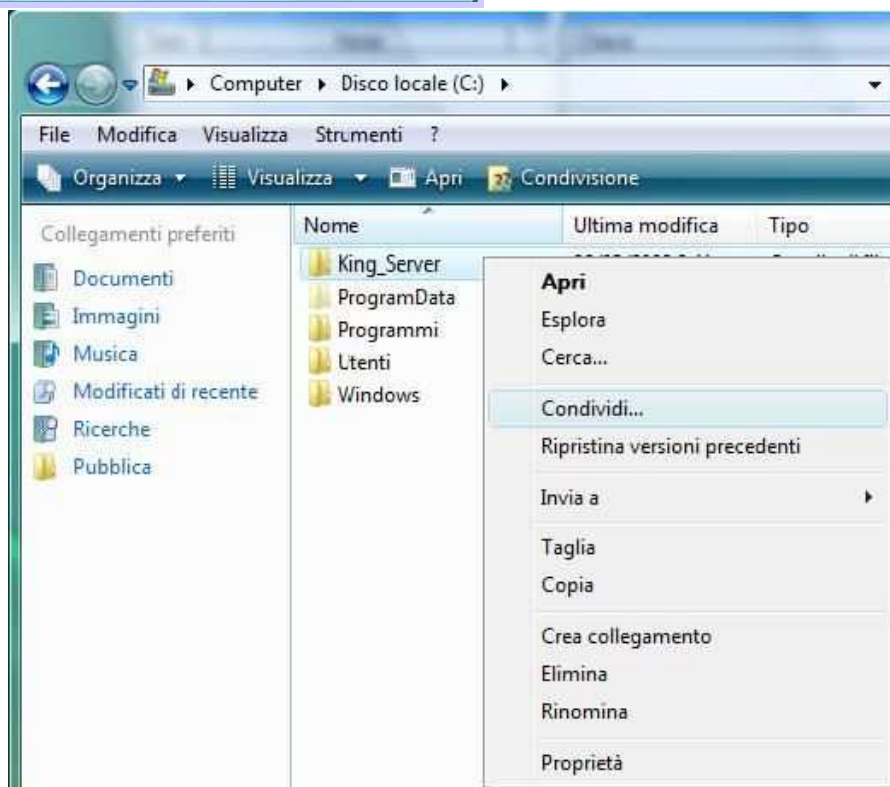 Computer Disco locale (C:)
File Modifica Visualizza Strumenti ?
Organizza Visualizza Apri Condivisione
Collegamenti preferiti
Documenti
Immagini
Musica
Modificati di recente
Ricerche
Pubblica
Nome Ultima modifica Tipo
King_Server
ProgramData
Programmi
Utenti
Windows
Apri
Esplora
Cerca...
Condividi...
Ripristina versioni precedenti
Invia a
Taglia
Copia
Crea collegamento
Elimina
Rinomina
Proprietà